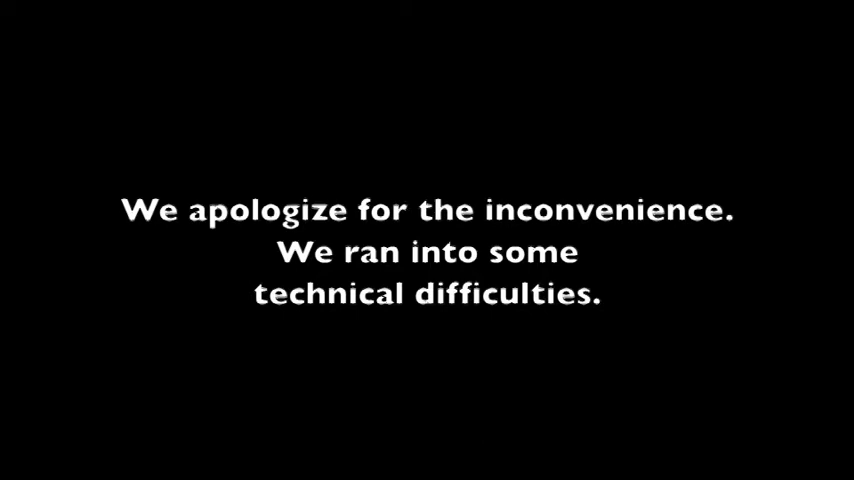 We apologize for the inconvenience.
We ran into some
technical difficulties.